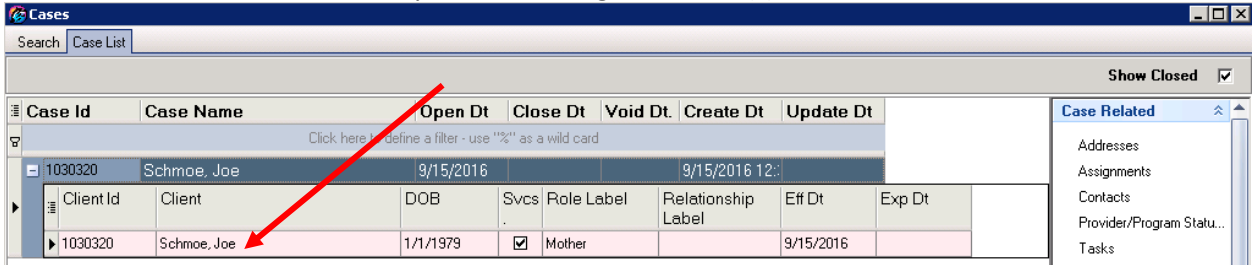 Cases
Search Case List
Show Closed
Case Id Case Name Open Dt Close Dt Void Dt. Create Dt Update Dt
Click here to define a filter - use "%" as a wild card
1030320 Schmoe, Joe 9/15/2016 9/15/2016 12:
Client Id Client DOB Svcs . Role Label Relationship Label Eff Dt Exp Dt
1030320 Schmoe, Joe 1/1/1979 Mother 9/15/2016
Case Related
Addresses
Assignments
Contacts
Provider/Program Statu...
Tasks